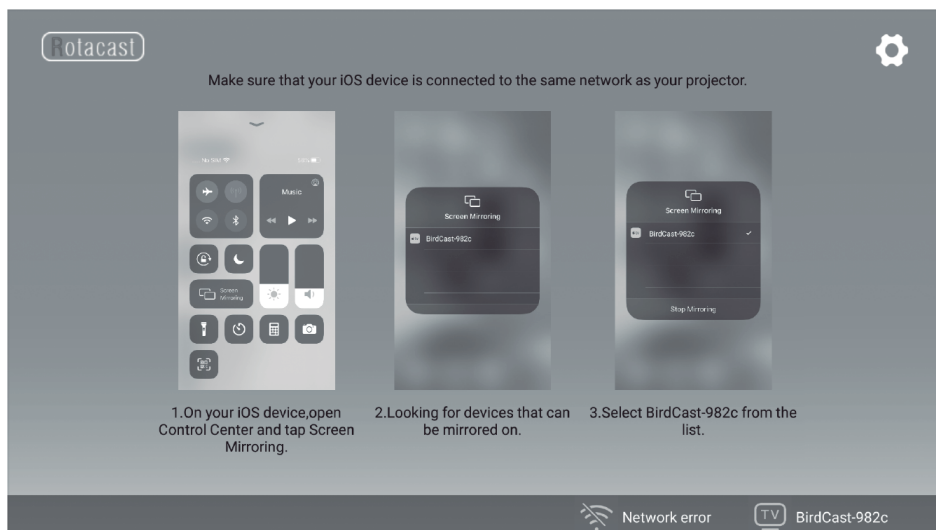 Rotacast
Make sure that your iOS device is connected to the same network as your projector.
No SIM
Music
Screen
Mirroring
Screen Mirroring
BirdCast-982c
Screen Mirroring
BirdCast-982c
Stop Mirroring
1.On your iOS device,open
Control Center and tap Screen
Mirroring.
2.Looking for devices that can
be mirrored on.
3.Select BirdCast-982c from the
list.
Network error
TV
BirdCast-982c